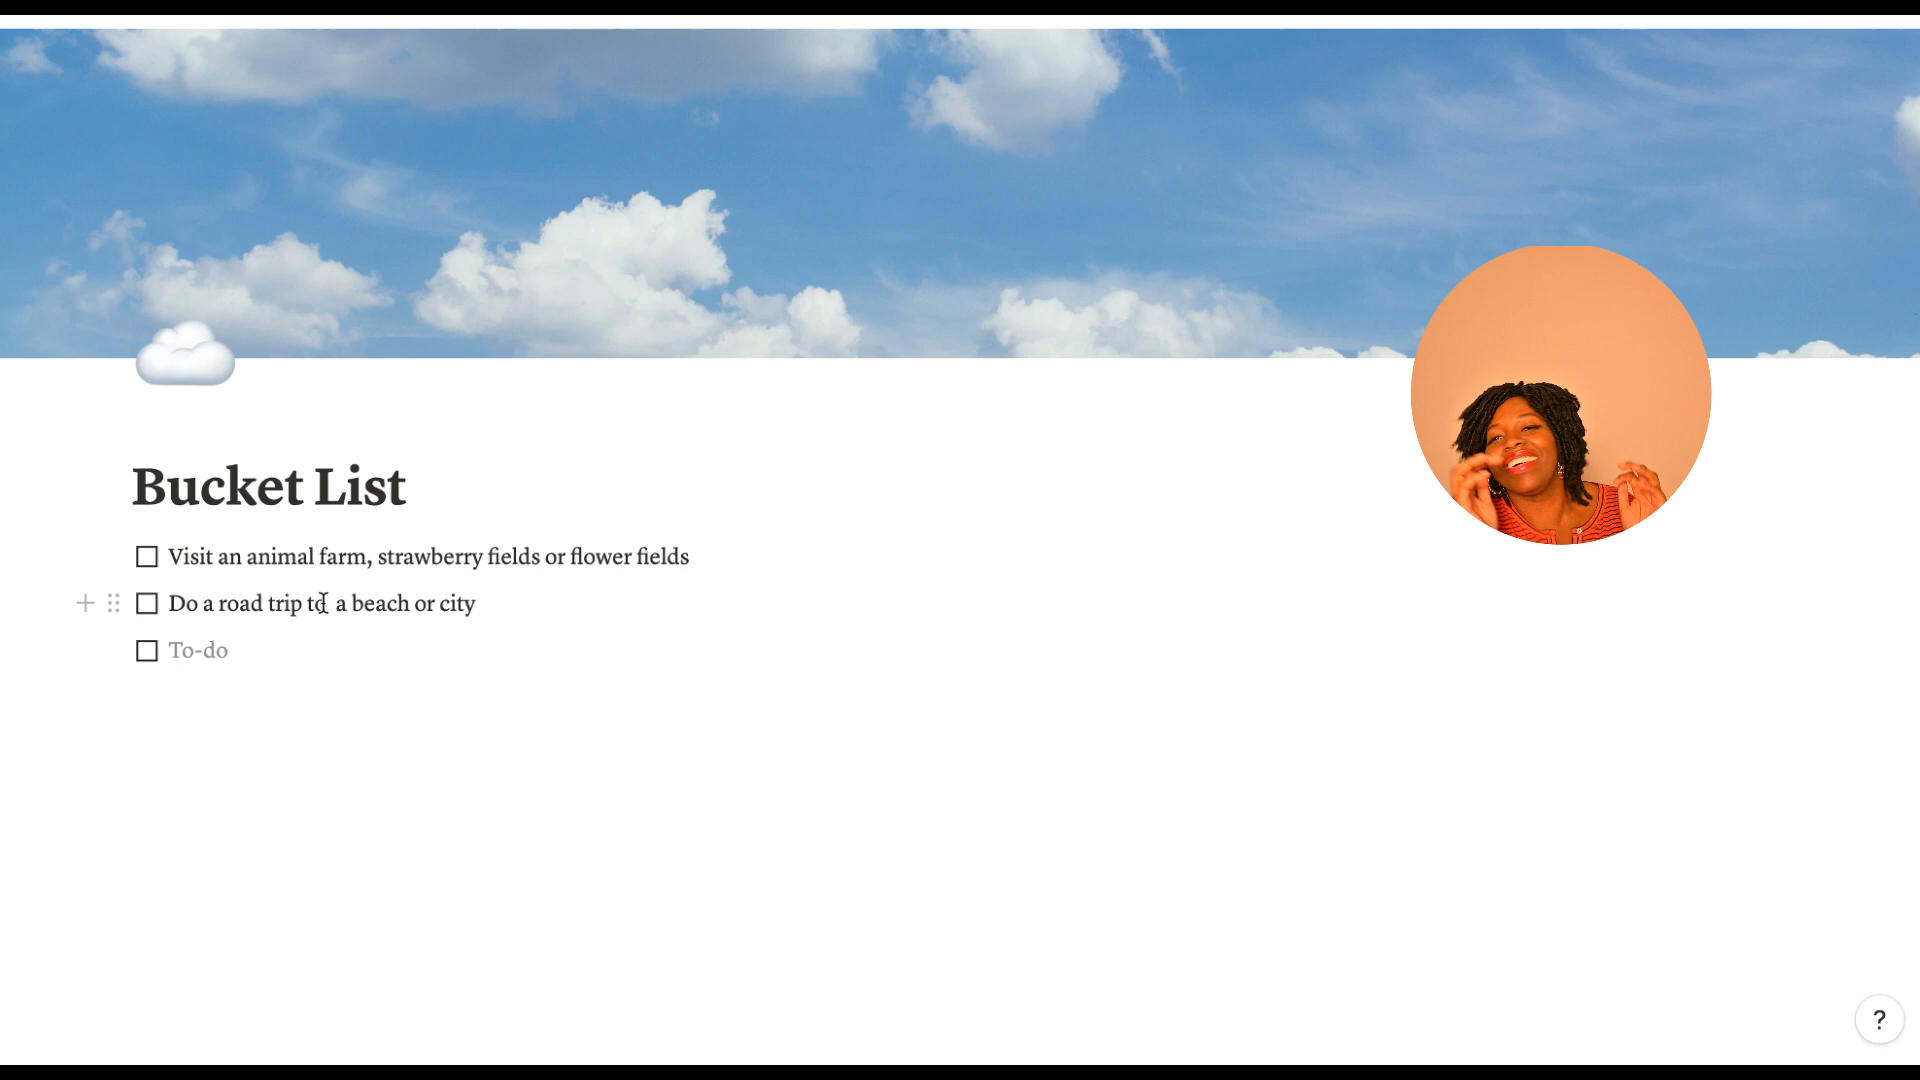 Bucket List
Visit an animal farm, strawberry fields or flower fields
Do a road trip to a beach or city
To-do
?